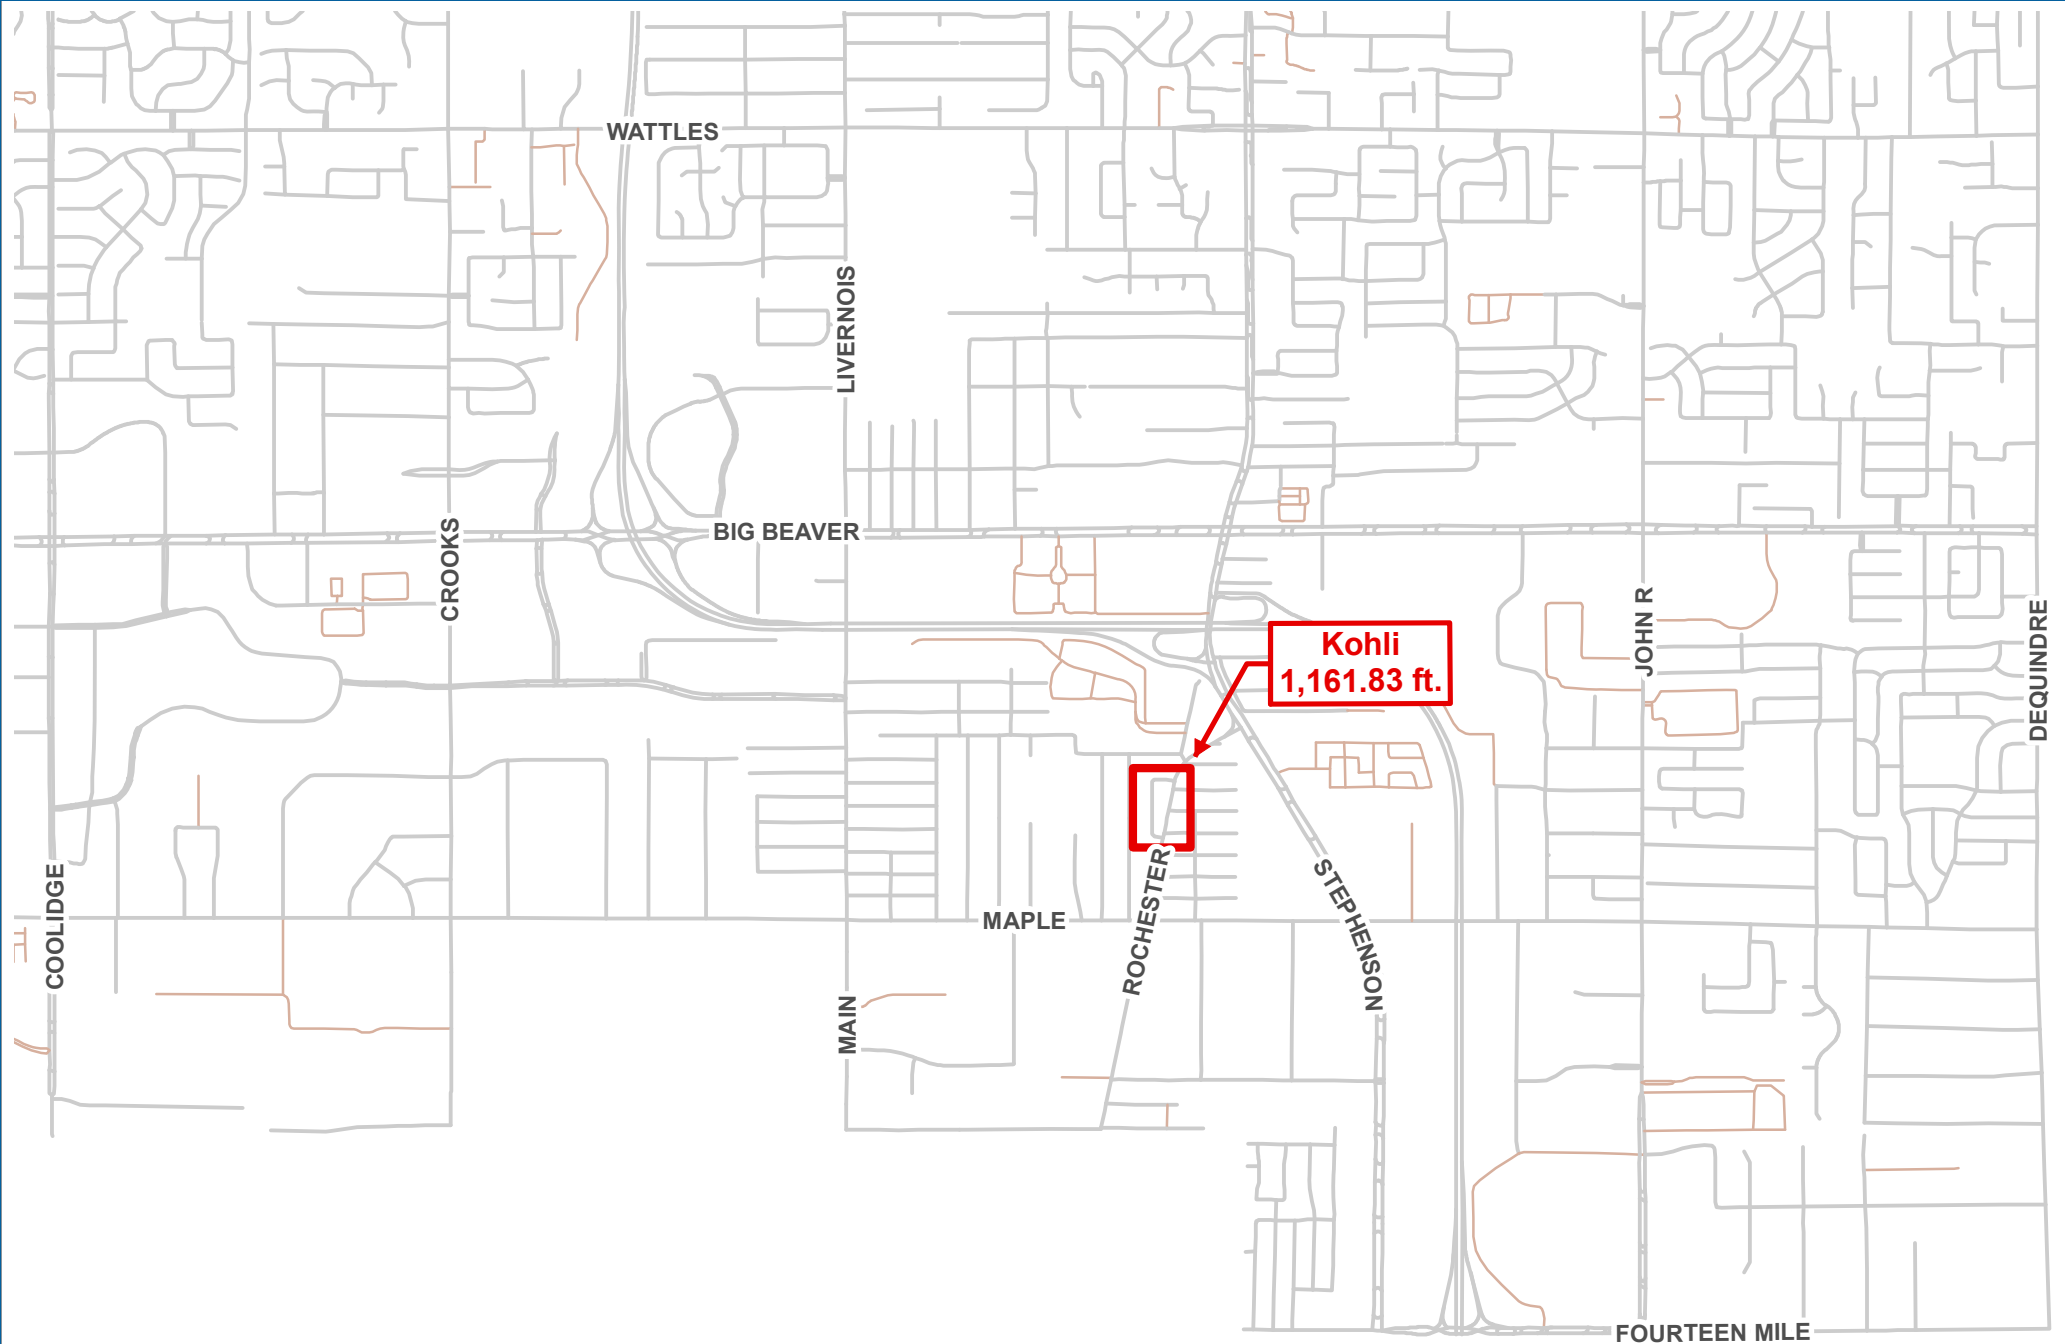 WATTLES
LIVERNOIS
BIG BEAVER
CROOKS
Kohli
1,161.83 ft.
JOHN R
DEQUINDRE
COOLIDGE
MAPLE
ROCHESTER
STEPHENSON
MAIN
FOURTEEN MILE